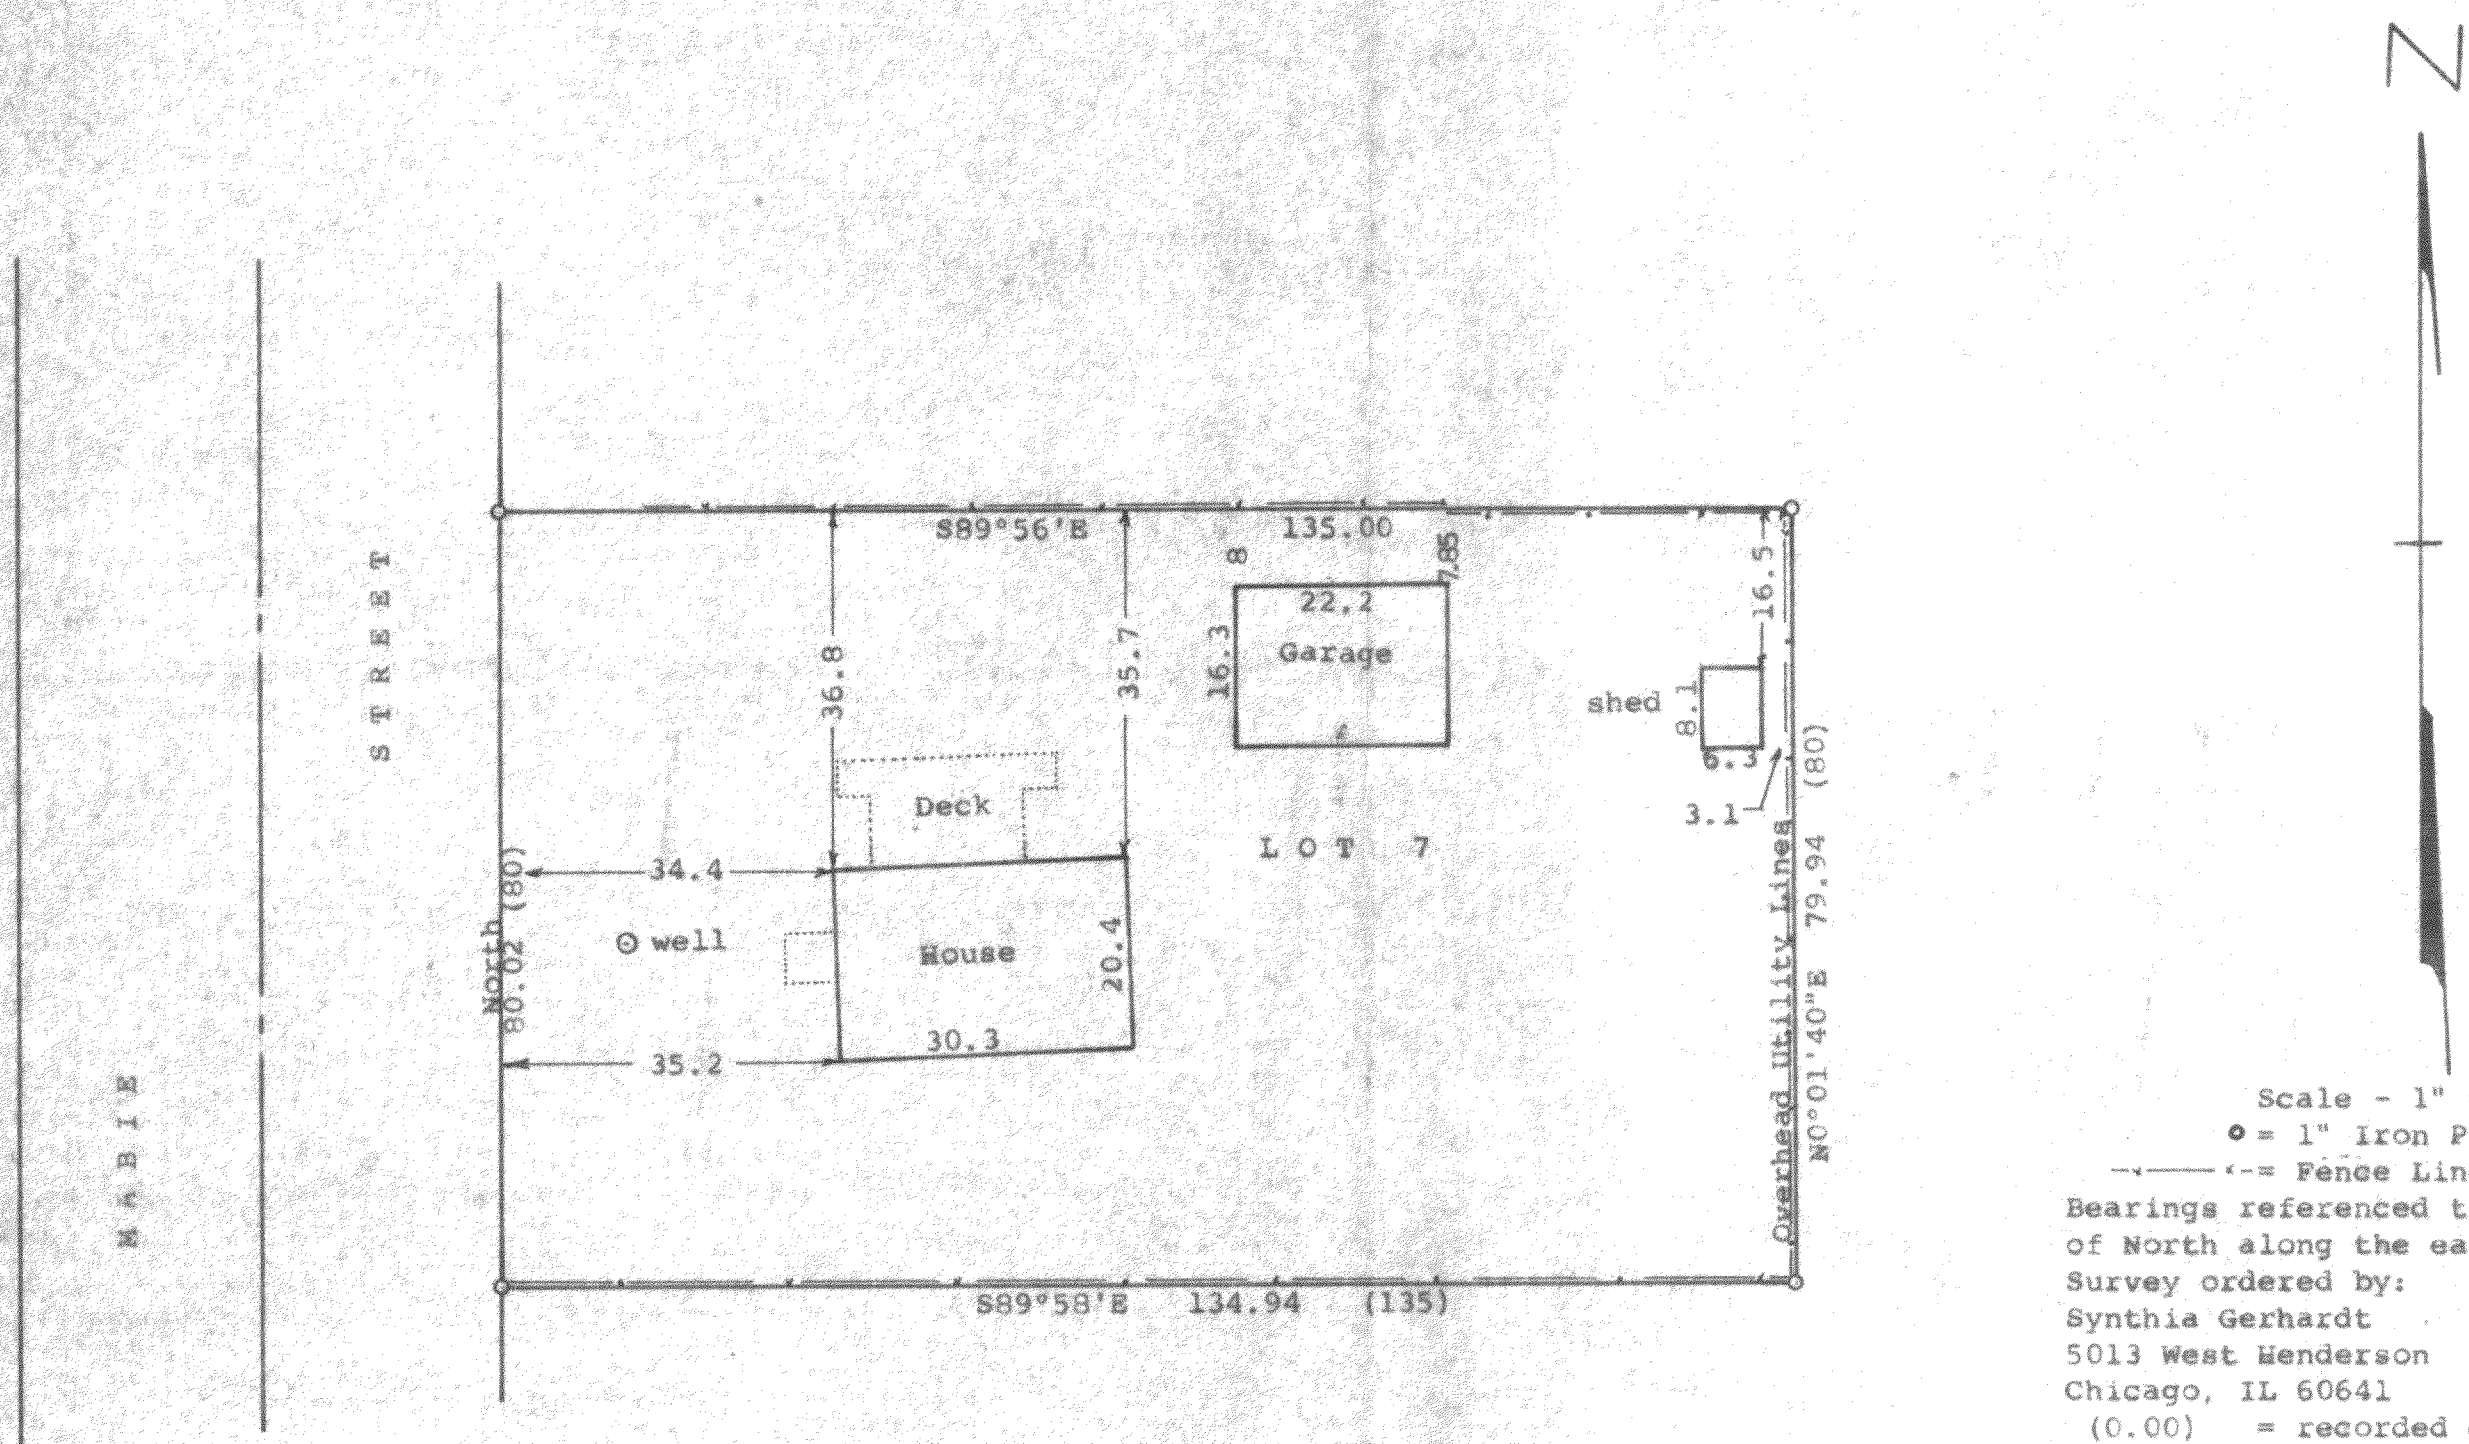 N
STREET
S89°56'E 135.00
8
7.85
16.5
22.2
Garage
16.3
36.8
35.7
shed
8.1
6.3
3.1
(80)
Deck
LOT 7
34.4
North
80.02 (80)
well
House
20.4
30.3
35.2
Overhead Utility Lines
N0°01'40"E 79.94
MABIE
S89°58'E 134.94 (135)
Scale - 1"
= 1" Iron P
= Fence Lin
Bearings referenced t
of North along the ea
Survey ordered by:
Synthia Gerhardt
5013 West Henderson
Chicago, IL 60641
(0.00) = recorded